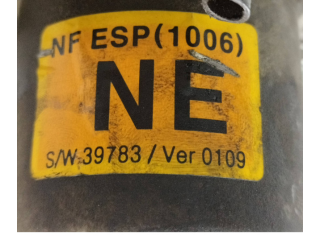 NF ESP(1006)
NE
S/W-39783 / Ver 0109